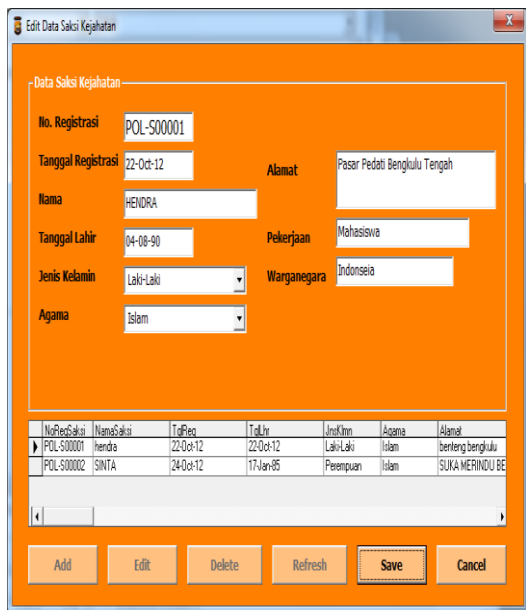 Edit Data Saksi Kejahatan
x
Data Saksi Kejahatan
No. Registrasi POL-S00001
Tanggal Registrasi 22-Oct-12
Nama HENDRA
Tanggal Lahir 04-08-90
Jenis Kelamin Laki-Laki
Agama Islam
Alamat Pasar Pedati Bengkulu Tengah
Pekerjaan Mahasiswa
Warganegara Indonseia
NoRegSaksi NamaSaksi TglReg TglLhr JnsKlmn Agama Alamat
POL-S00001 hendra 22-Oct-12 22-Oct-12 Laki-Laki Islam benteng bengkulu
POL-S00002 SINTA 24-Oct-12 17-Jan-85 Perempuan Islam SUKA MERINDU BE
Add Edit Delete Refresh Save Cancel